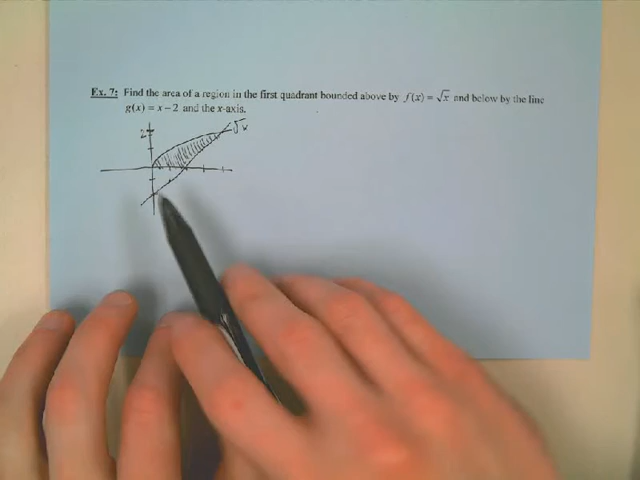 Ex. 7: Find the area of a region in the first quadrant bounded above by f(x) = √x and below by the line
g(x) = x − 2 and the x-axis.
2
√x